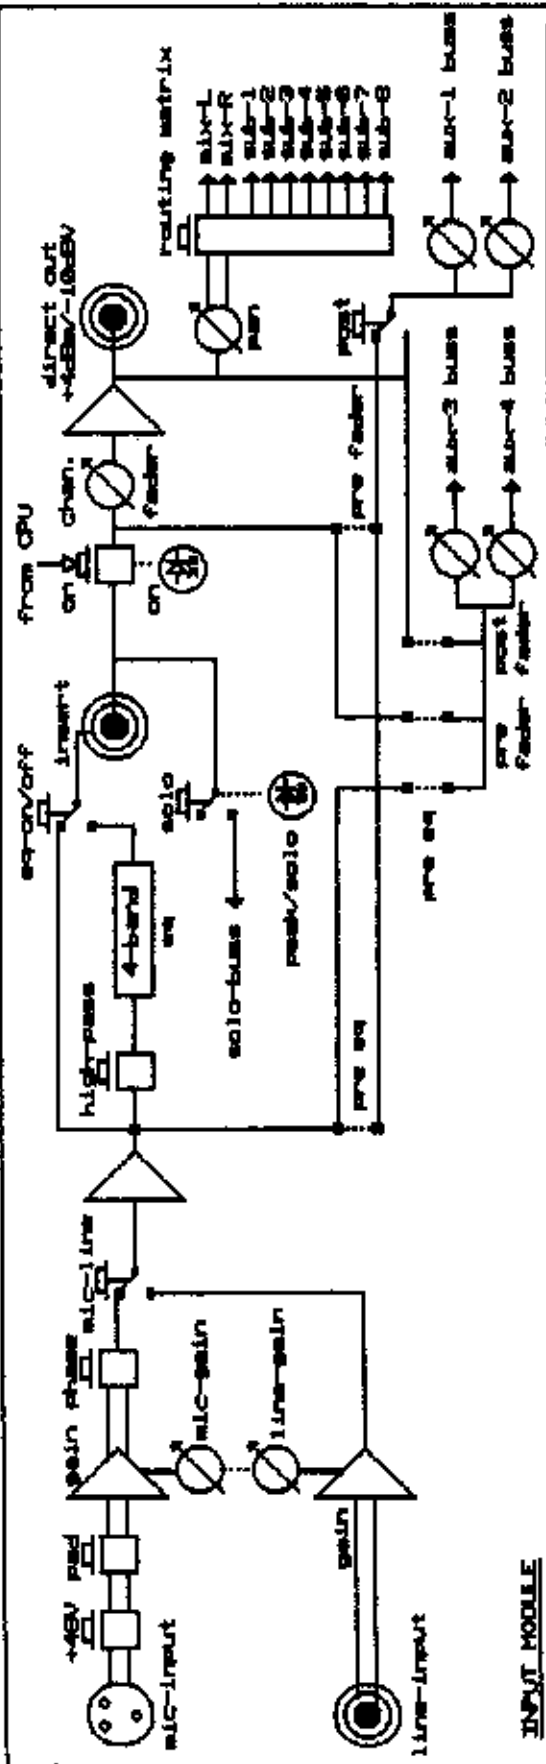 +48V
pad
gain
phase
mic-line
high-pass
eq-on/off
insert
from CPU
on
chan.
fader
direct out
+4dBm/-10dBV
routing matrix
mic-input
mic-gain
line-gain
4-band
eq
solo
on
pan
mix-L
mix-R
sub-1
sub-2
sub-3
sub-4
sub-5
sub-6
sub-7
sub-8
solo-buss
peak/solo
line-input
gain
pre eq
pre fader
post
aux-1 buss
aux-2 buss
pre eq
pre
fader
post
fader
aux-3 buss
aux-4 buss
INPUT MODULE